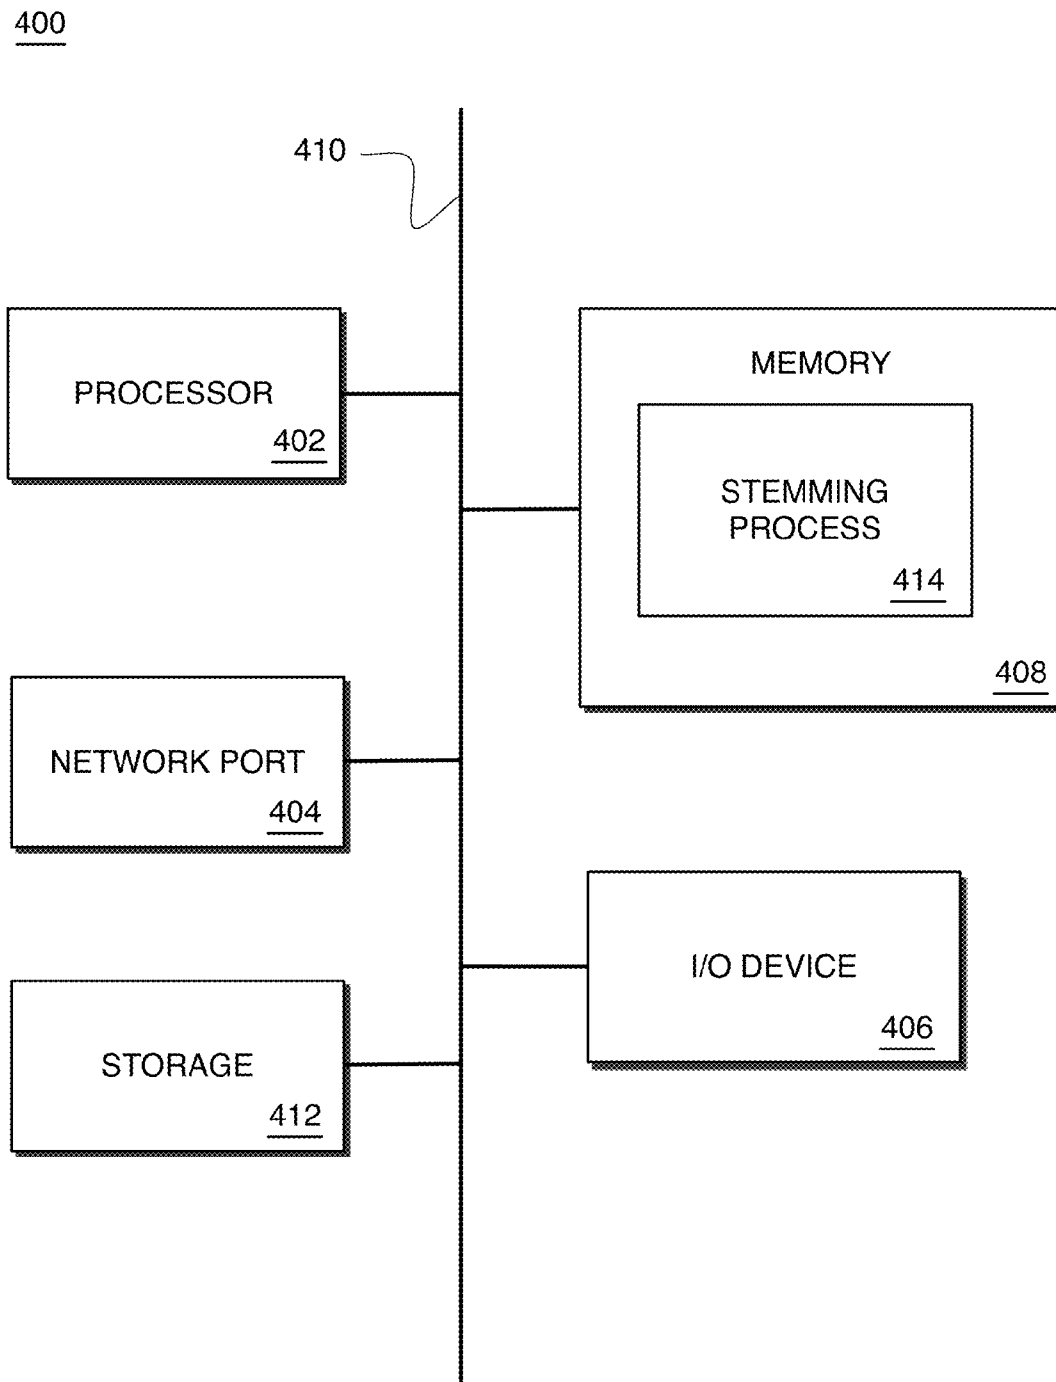 400
410
PROCESSOR
402
MEMORY
STEMMING
PROCESS
414
408
NETWORK PORT
404
I/O DEVICE
406
STORAGE
412